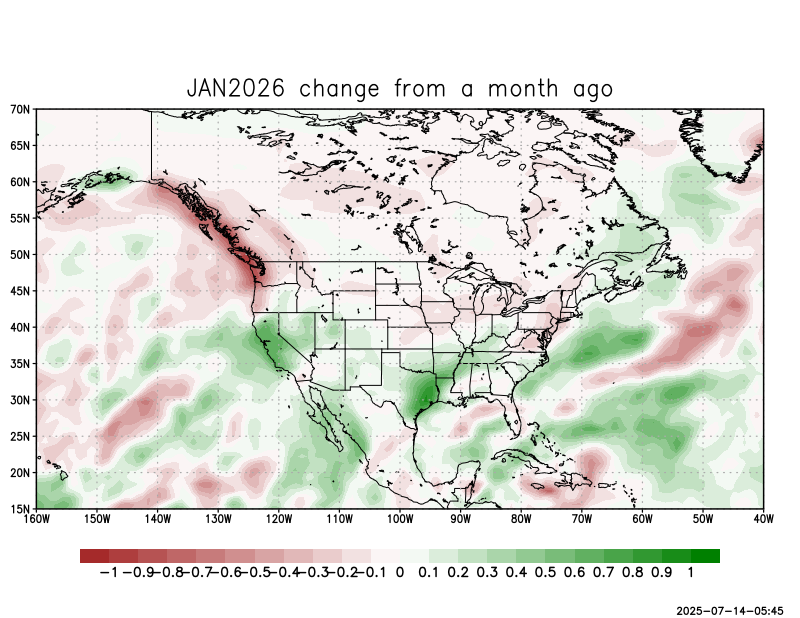 JAN2026 change from a month ago
70N
65N
60N
55N
50N
45N
40N
35N
30N
25N
20N
15N
160W 150W 140W 130W 120W 110W 100W 90W 80W 70W 60W 50W 40W
−1 −0.9 −0.8 −0.7 −0.6 −0.5 −0.4 −0.3 −0.2 −0.1 0 0.1 0.2 0.3 0.4 0.5 0.6 0.7 0.8 0.9 1
2025-07-14-05:45